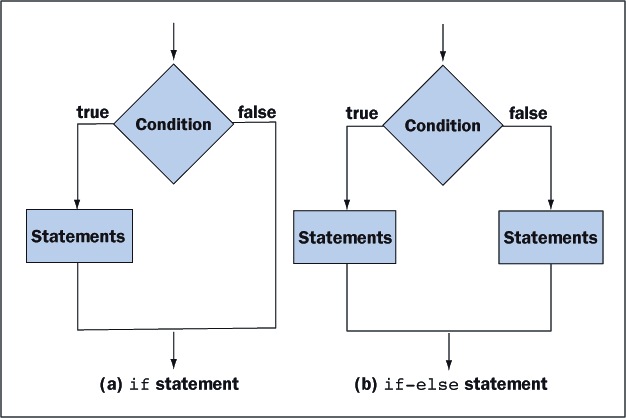 true
Condition
false
Statements
(a) if statement
true
Condition
false
Statements
Statements
(b) if-else statement